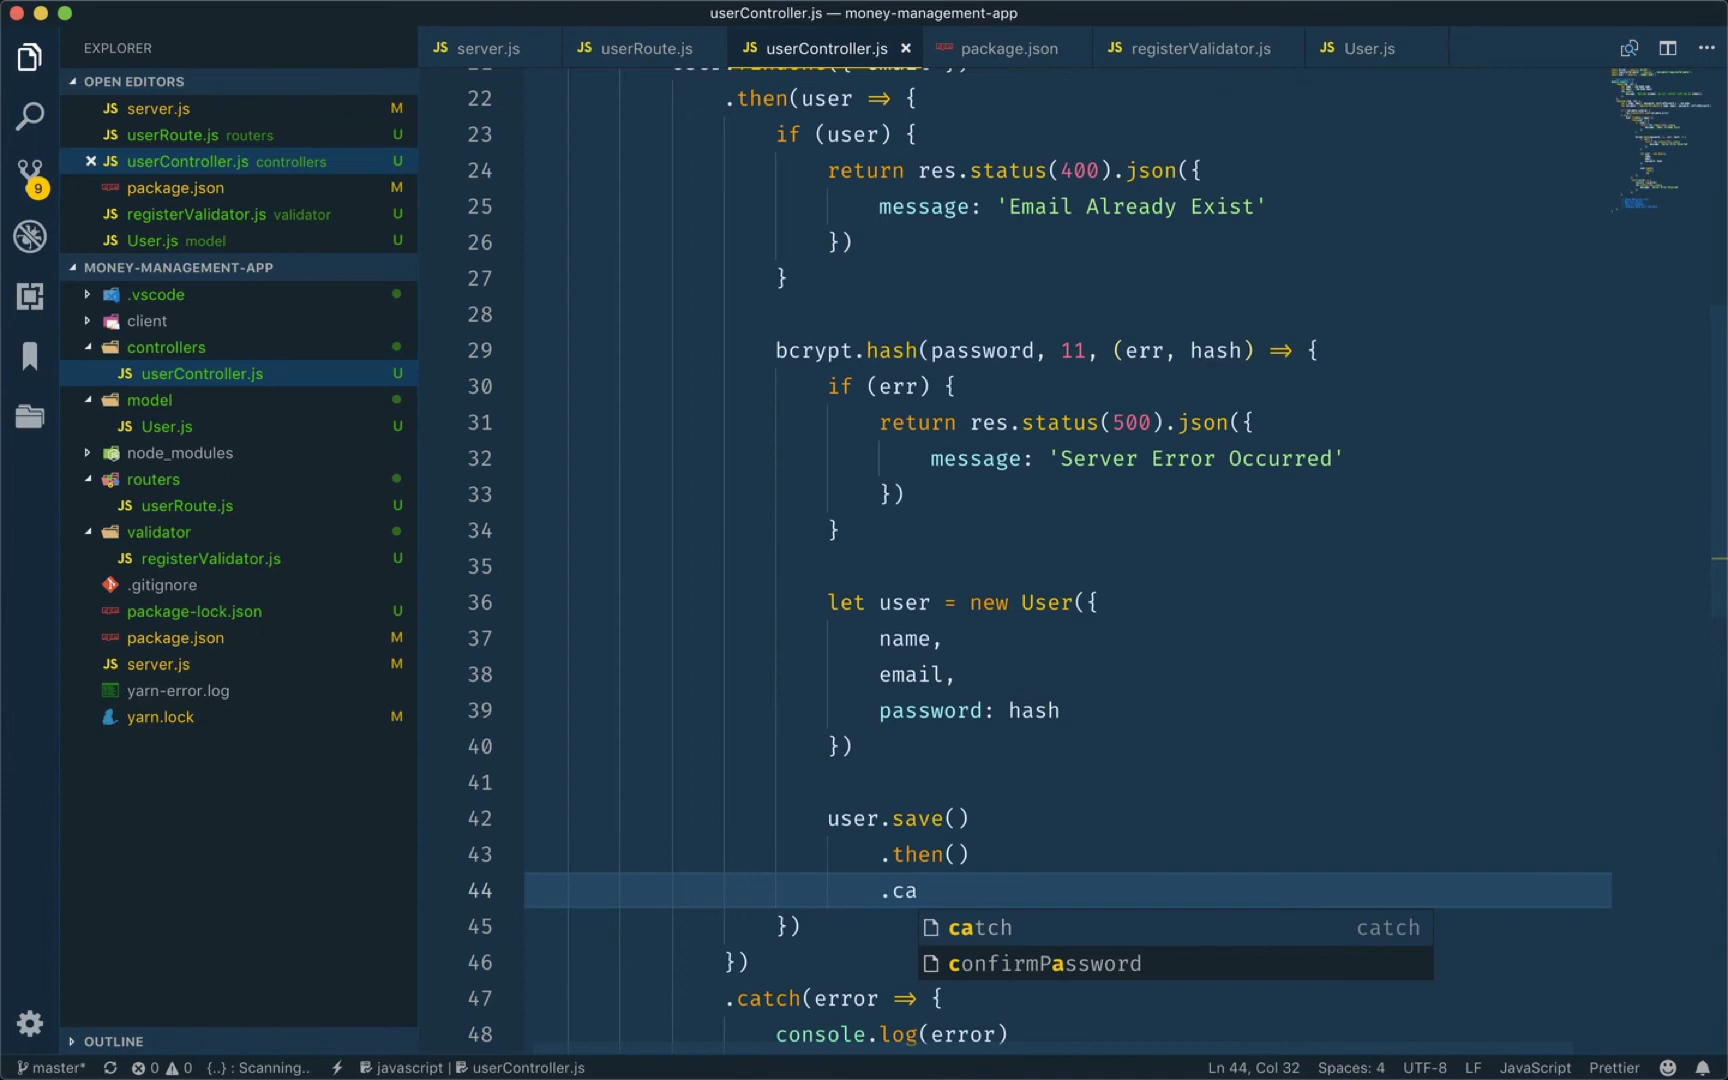 userController.js — money-management-app
EXPLORER
OPEN EDITORS
JS server.js M
JS userRoute.js routers U
JS userController.js controllers U
package.json M
JS registerValidator.js validator U
JS User.js model U
MONEY-MANAGEMENT-APP
.vscode
client
controllers
JS userController.js U
model
JS User.js U
node_modules
routers
JS userRoute.js U
validator
JS registerValidator.js U
.gitignore
package-lock.json U
package.json M
JS server.js M
yarn-error.log
yarn.lock M
OUTLINE
9
JS server.js JS userRoute.js JS userController.js package.json JS registerValidator.js JS User.js
22 .then(user => {
23 if (user) {
24 return res.status(400).json({
25 message: 'Email Already Exist'
26 })
27 }
28
29 bcrypt.hash(password, 11, (err, hash) => {
30 if (err) {
31 return res.status(500).json({
32 message: 'Server Error Occurred'
33 })
34 }
35
36 let user = new User({
37 name,
38 email,
39 password: hash
40 })
41
42 user.save()
43 .then()
44 .ca
catch catch
confirmPassword
45 })
46 })
47 .catch(error => {
48 console.log(error)
master* 0 0 {..} : Scanning.. javascript | userController.js Ln 44, Col 32 Spaces: 4 UTF-8 LF JavaScript Prettier